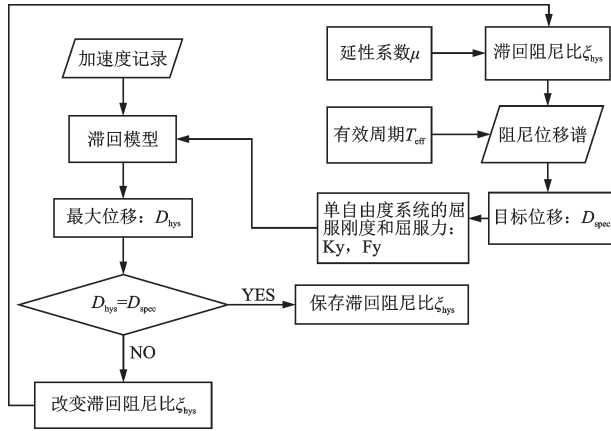 加速度记录
滞回模型
最大位移：Dhys
Dhys=Dspec
YES
保存滞回阻尼比ξhys
NO
改变滞回阻尼比ξhys
延性系数μ
滞回阻尼比ξhys
有效周期Teff
阻尼位移谱
单自由度系统的屈
服刚度和屈服力：
Ky，Fy
目标位移：Dspec